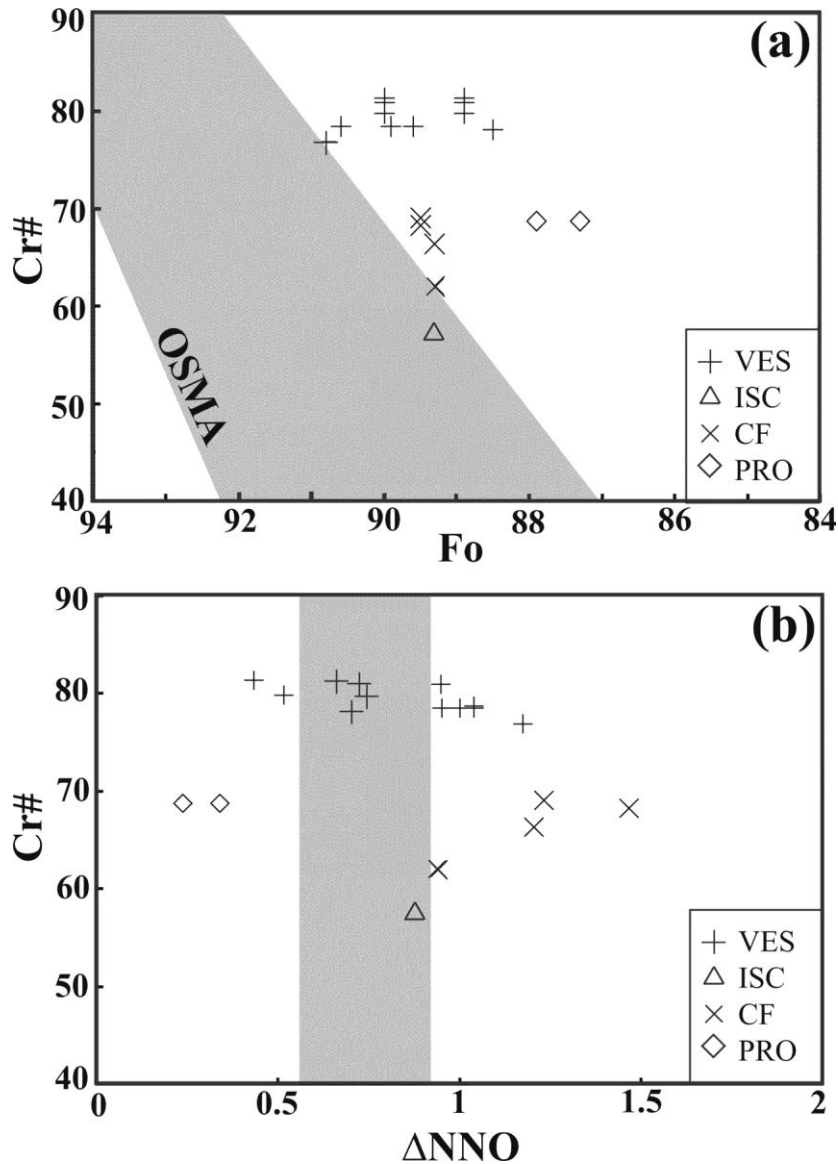 (a)
90
80
70
60
50
40
Cr#
OSMA
VES
ISC
CF
PRO
94 92 90 88 86 84
Fo
(b)
90
80
70
60
50
40
Cr#
VES
ISC
CF
PRO
0 0.5 1 1.5 2
ΔNNO